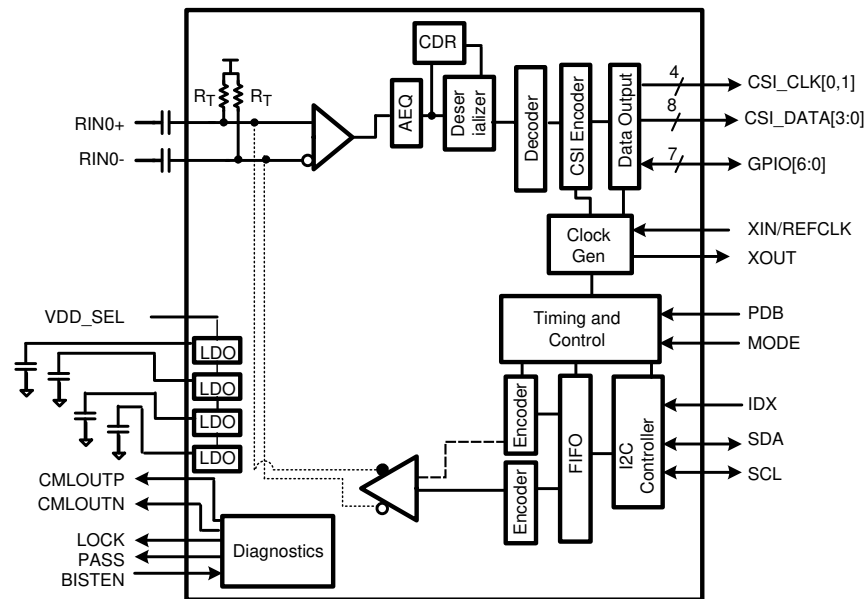 CDR
4
CSI_CLK[0,1]
RT
RT
AEQ
Deser
ializer
Decoder
CSI Encoder
Data Output
8
CSI_DATA[3:0]
RIN0+
RIN0-
7
GPIO[6:0]
Clock
Gen
XIN/REFCLK
XOUT
VDD_SEL
Timing and
Control
PDB
MODE
LDO
LDO
LDO
LDO
Encoder
Encoder
FIFO
I2C
Controller
IDX
SDA
SCL
CMLOUTP
CMLOUTN
LOCK
PASS
BISTEN
Diagnostics